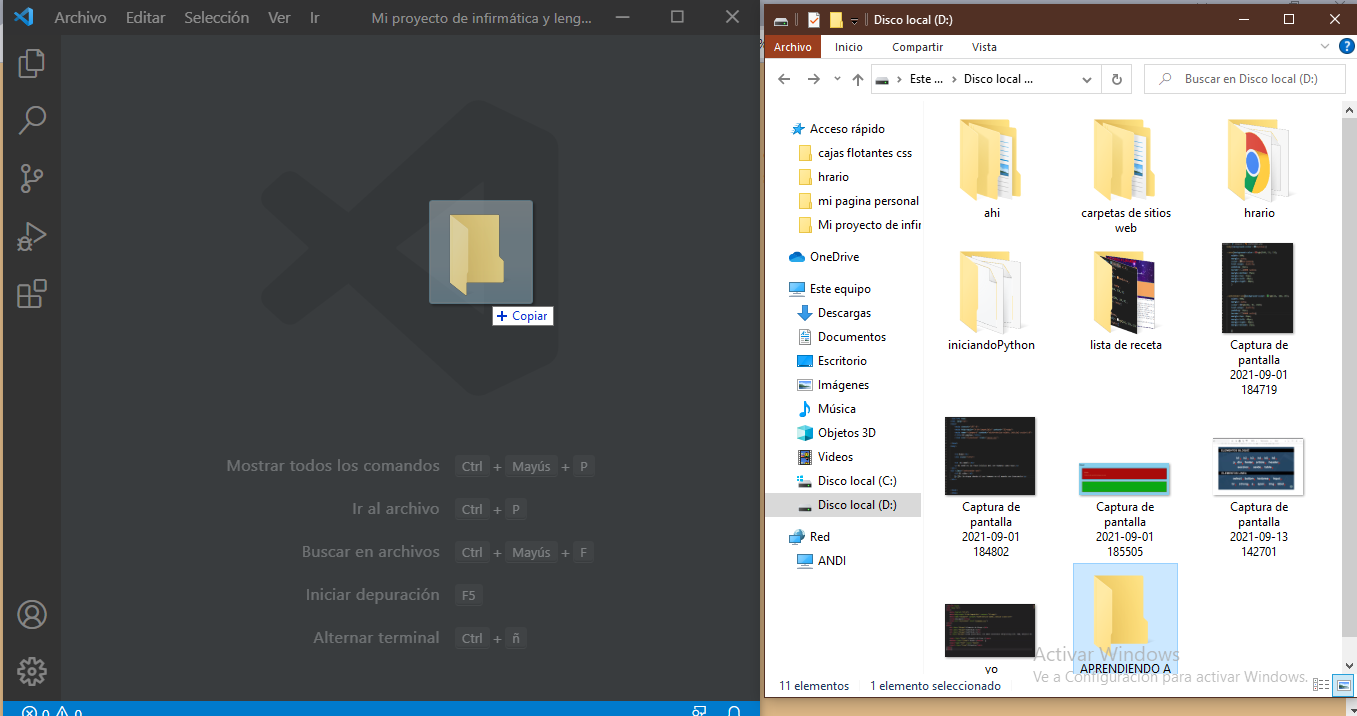 Archivo Editar Selección Ver Ir Mi proyecto de infirmática y leng...
Copiar
Mostrar todos los comandos Ctrl + Mayús + P
Ir al archivo Ctrl + P
Buscar en archivos Ctrl + Mayús + F
Iniciar depuración F5
Alternar terminal Ctrl + ñ
0 0
Disco local (D:)
Archivo Inicio Compartir Vista
Este ... Disco local ... Buscar en Disco local (D:)
Acceso rápido
cajas flotantes css
hrario
mi pagina personal
Mi proyecto de infir
OneDrive
Este equipo
Descargas
Documentos
Escritorio
Imágenes
Música
Objetos 3D
Videos
Disco local (C:)
Disco local (D:)
Red
ANDI
ahi
carpetas de sitios
web
hrario
iniciandoPython
lista de receta
Captura de
pantalla
2021-09-01
184719
Captura de
pantalla
2021-09-01
184802
Captura de
pantalla
2021-09-01
185505
Captura de
pantalla
2021-09-13
142701
yo
APRENDIENDO A
Activar Windows
Ve a Configuración para activar Windows.
11 elementos 1 elemento seleccionado